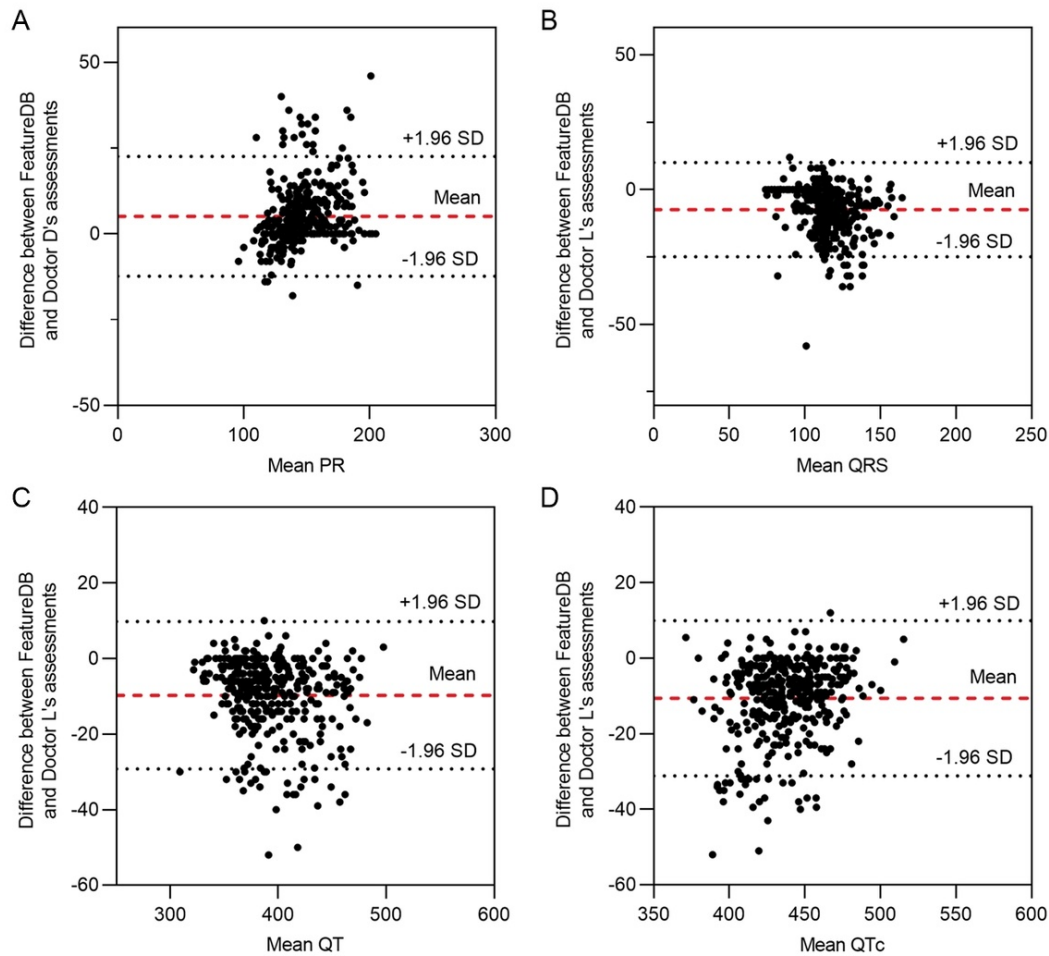 A
Difference between FeatureDB
and Doctor D's assessments
50
0
-50
+1.96 SD
Mean
-1.96 SD
0
100
200
300
Mean PR
B
Difference between FeatureDB
and Doctor L's assessments
50
0
-50
+1.96 SD
Mean
-1.96 SD
0
50
100
150
200
250
Mean QRS
C
Difference between FeatureDB
and Doctor L's assessments
40
20
0
-20
-40
-60
+1.96 SD
Mean
-1.96 SD
300
400
500
600
Mean QT
D
Difference between FeatureDB
and Doctor L's assessments
40
20
0
-20
-40
-60
+1.96 SD
Mean
-1.96 SD
350
400
450
500
550
600
Mean QTc